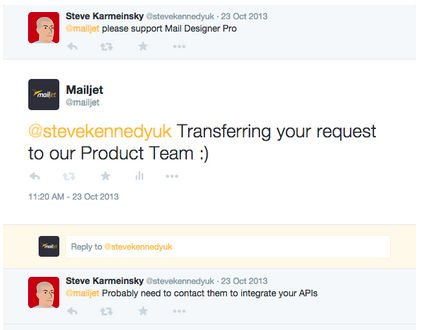 Steve Karmeinsky @stevekennedyuk · 23 Oct 2013
@mailjet please support Mail Designer Pro
mailjet
Mailjet
@mailjet
@stevekennedyuk Transferring your request
to our Product Team :)
11:20 AM - 23 Oct 2013
mailjet
Reply to @stevekennedyuk
Steve Karmeinsky @stevekennedyuk · 23 Oct 2013
@mailjet Probably need to contact them to integrate your APIs